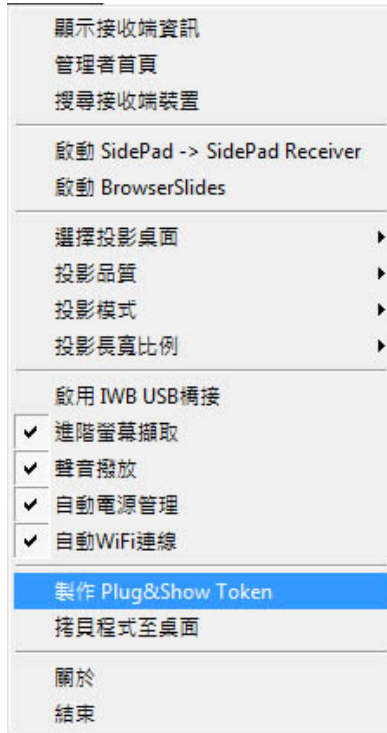 顯示接收端資訊
管理者首頁
搜尋接收端裝置
啟動 SidePad -> SidePad Receiver
啟動 BrowserSlides
選擇投影桌面
投影品質
投影模式
投影長寬比例
啟用 IWB USB橋接
進階螢幕擷取
聲音撥放
自動電源管理
自動WiFi連線
製作 Plug&Show Token
拷貝程式至桌面
關於
結束